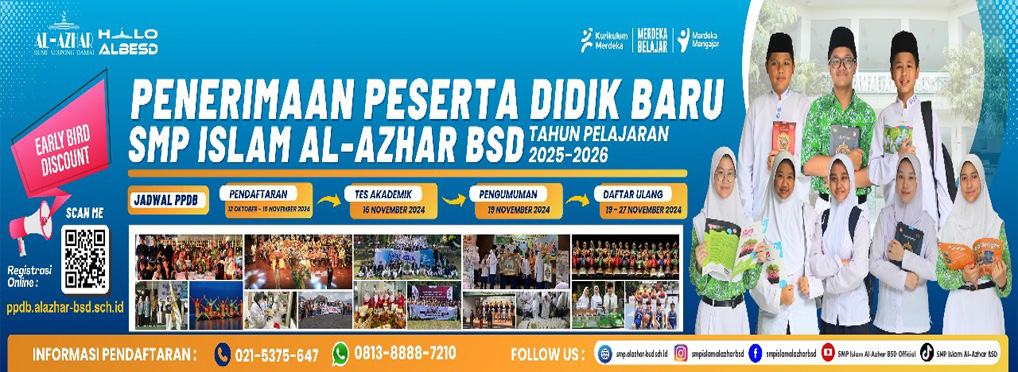 AL-AZHAR
BUMI SERPONG DAMAI
HALO
ALBESD
Kurikulum
Merdeka
MERDEKA
BELAJAR
Merdeka
Mengajar
PENERIMAAN PESERTA DIDIK BARU
SMP ISLAM AL-AZHAR BSD
TAHUN PELAJARAN
2025-2026
EARLY BIRD
DISCOUNT
JADWAL PPDB
PENDAFTARAN
12 OKTOBER - 15 NOVEMBER 2024
TES AKADEMIK
16 NOVEMBER 2024
PENGUMUMAN
19 NOVEMBER 2024
DAFTAR ULANG
19 - 27 NOVEMBER 2024
SCAN ME
Registrasi
Online :
ppdb.alazhar-bsd.sch.id
INFORMASI PENDAFTARAN :
021-5375-647
0813-8888-7210
FOLLOW US :
smp.alazhar-bsd.sch.id
smpislamalazharbsd
smpislamalazharbsd
SMP Islam Al-Azhar BSD Official
SMP Islam Al-Azhar BSD